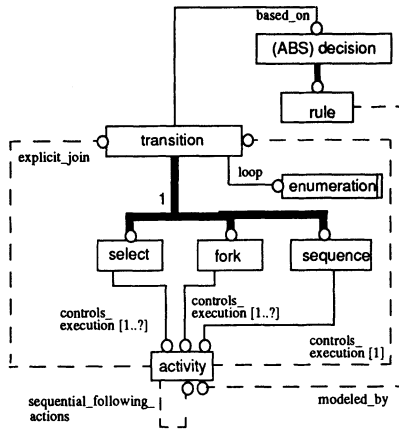 based_on
(ABS) decision
rule
transition
explicit_join
loop
enumeration
1
select
fork
sequence
controls_
execution [1..?]
controls_
execution [1..?]
controls_
execution [1]
activity
sequential_following_
actions
modeled_by